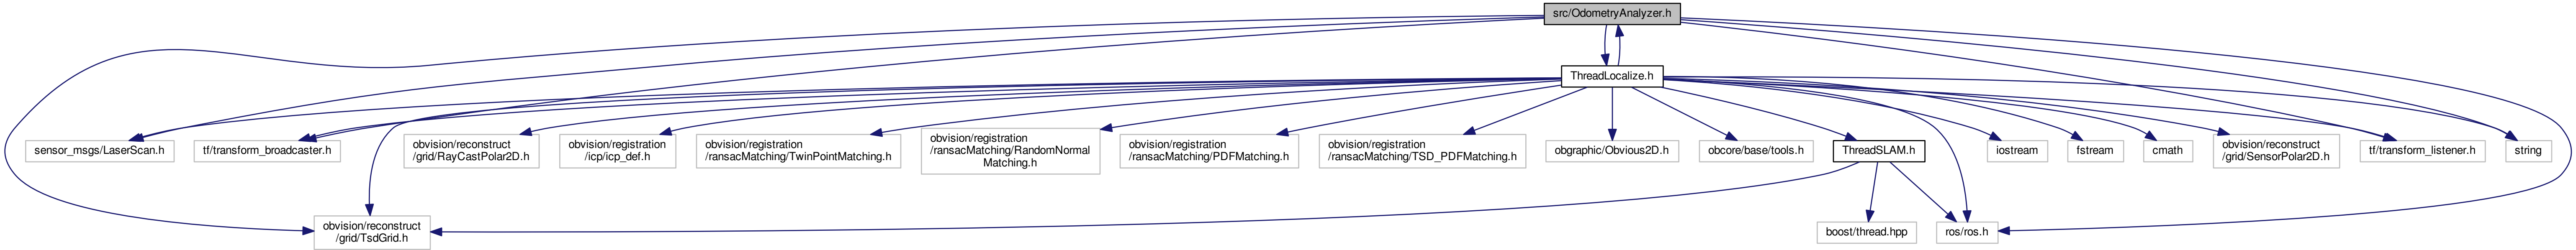 src/OdometryAnalyzer.h
ThreadLocalize.h
sensor_msgs/LaserScan.h
tf/transform_broadcaster.h
obvision/reconstruct
/grid/RayCastPolar2D.h
obvision/registration
/icp/icp_def.h
obvision/registration
/ransacMatching/TwinPointMatching.h
obvision/registration
/ransacMatching/RandomNormal
Matching.h
obvision/registration
/ransacMatching/PDFMatching.h
obvision/registration
/ransacMatching/TSD_PDFMatching.h
obgraphic/Obvious2D.h
obcore/base/tools.h
ThreadSLAM.h
iostream
fstream
cmath
obvision/reconstruct
/grid/SensorPolar2D.h
tf/transform_listener.h
string
obvision/reconstruct
/grid/TsdGrid.h
boost/thread.hpp
ros/ros.h